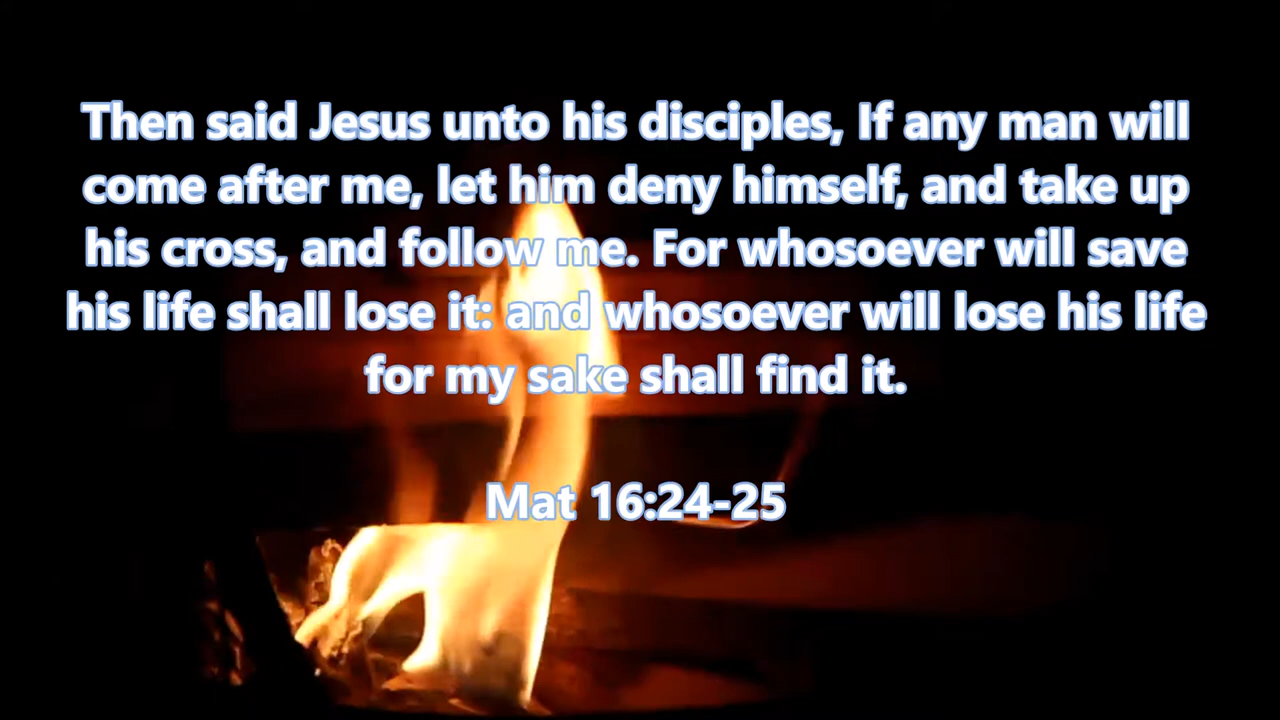 Then said Jesus unto his disciples, If any man will
come after me, let him deny himself, and take up
his cross, and follow me. For whosoever will save
his life shall lose it: and whosoever will lose his life
for my sake shall find it.
Mat 16:24-25